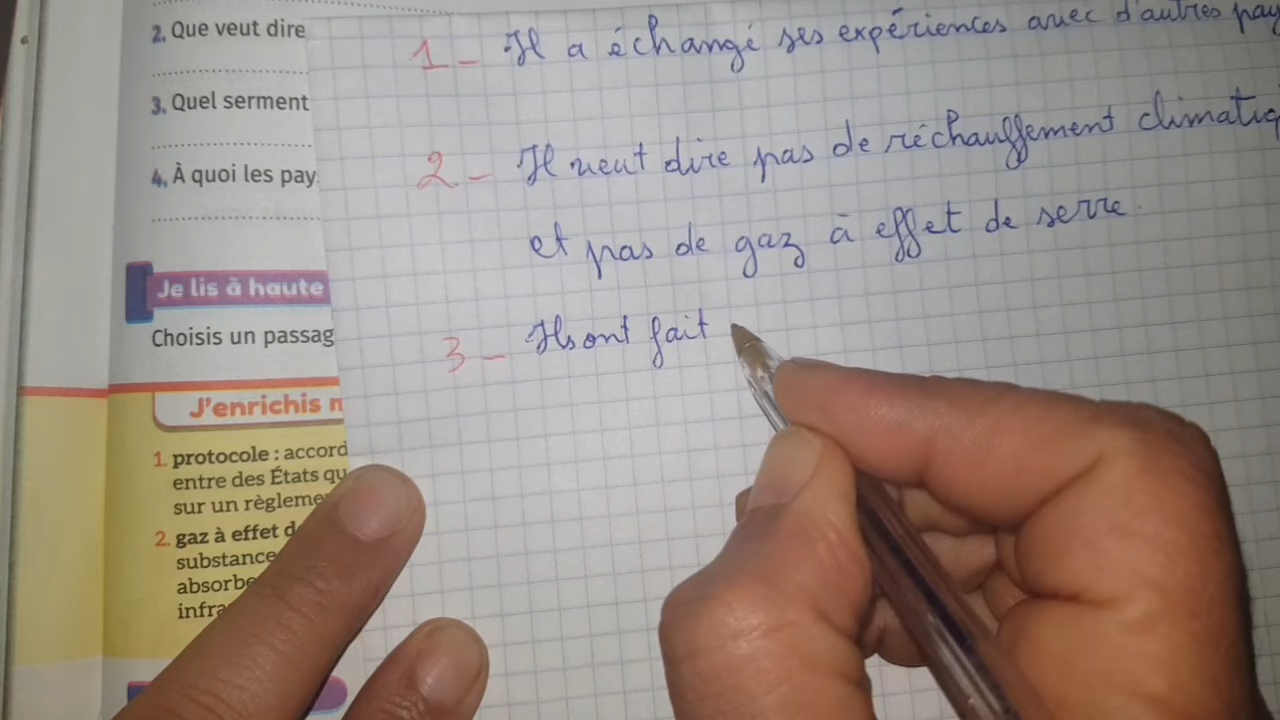 2. Que veut dire
3. Quel serment
4. À quoi les pay
Je lis à haute
Choisis un passag
J'enrichis m
1. protocole : accord
entre des États qu
sur un règleme
2. gaz à effet d
substance
absorbe
infra
1 - Il a échangé ses expériences avec d'autres pay
2 - Il veut dire pas de réchauffement climatiq
et pas de gaz à effet de serre.
3 - Ils ont fait